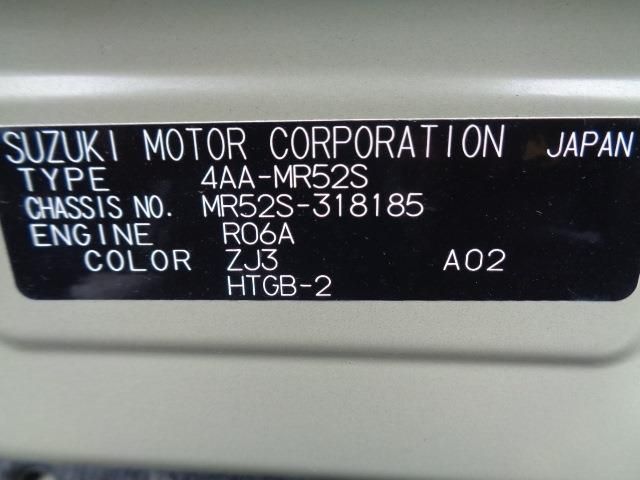 SUZUKI MOTOR CORPORATION JAPAN
TYPE 4AA-MR52S
CHASSIS NO. MR52S-318185
ENGINE R06A
COLOR ZJ3 A02
HTGB-2